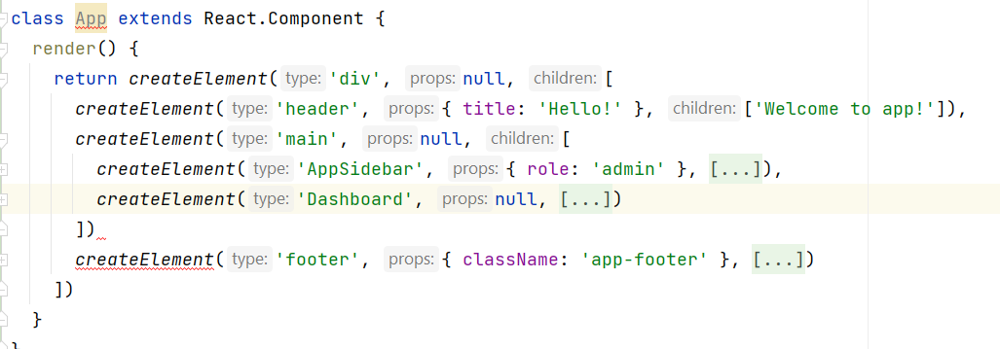 class App extends React.Component {
  render() {
    return createElement( type: 'div', props: null, children: [
      createElement( type: 'header', props: { title: 'Hello!' }, children: ['Welcome to app!']),
      createElement( type: 'main', props: null, children: [
        createElement( type: 'AppSidebar', props: { role: 'admin' }, [...]),
        createElement( type: 'Dashboard', props: null, [...])
      ])
      createElement( type: 'footer', props: { className: 'app-footer' }, [...])
    ])
  }
}